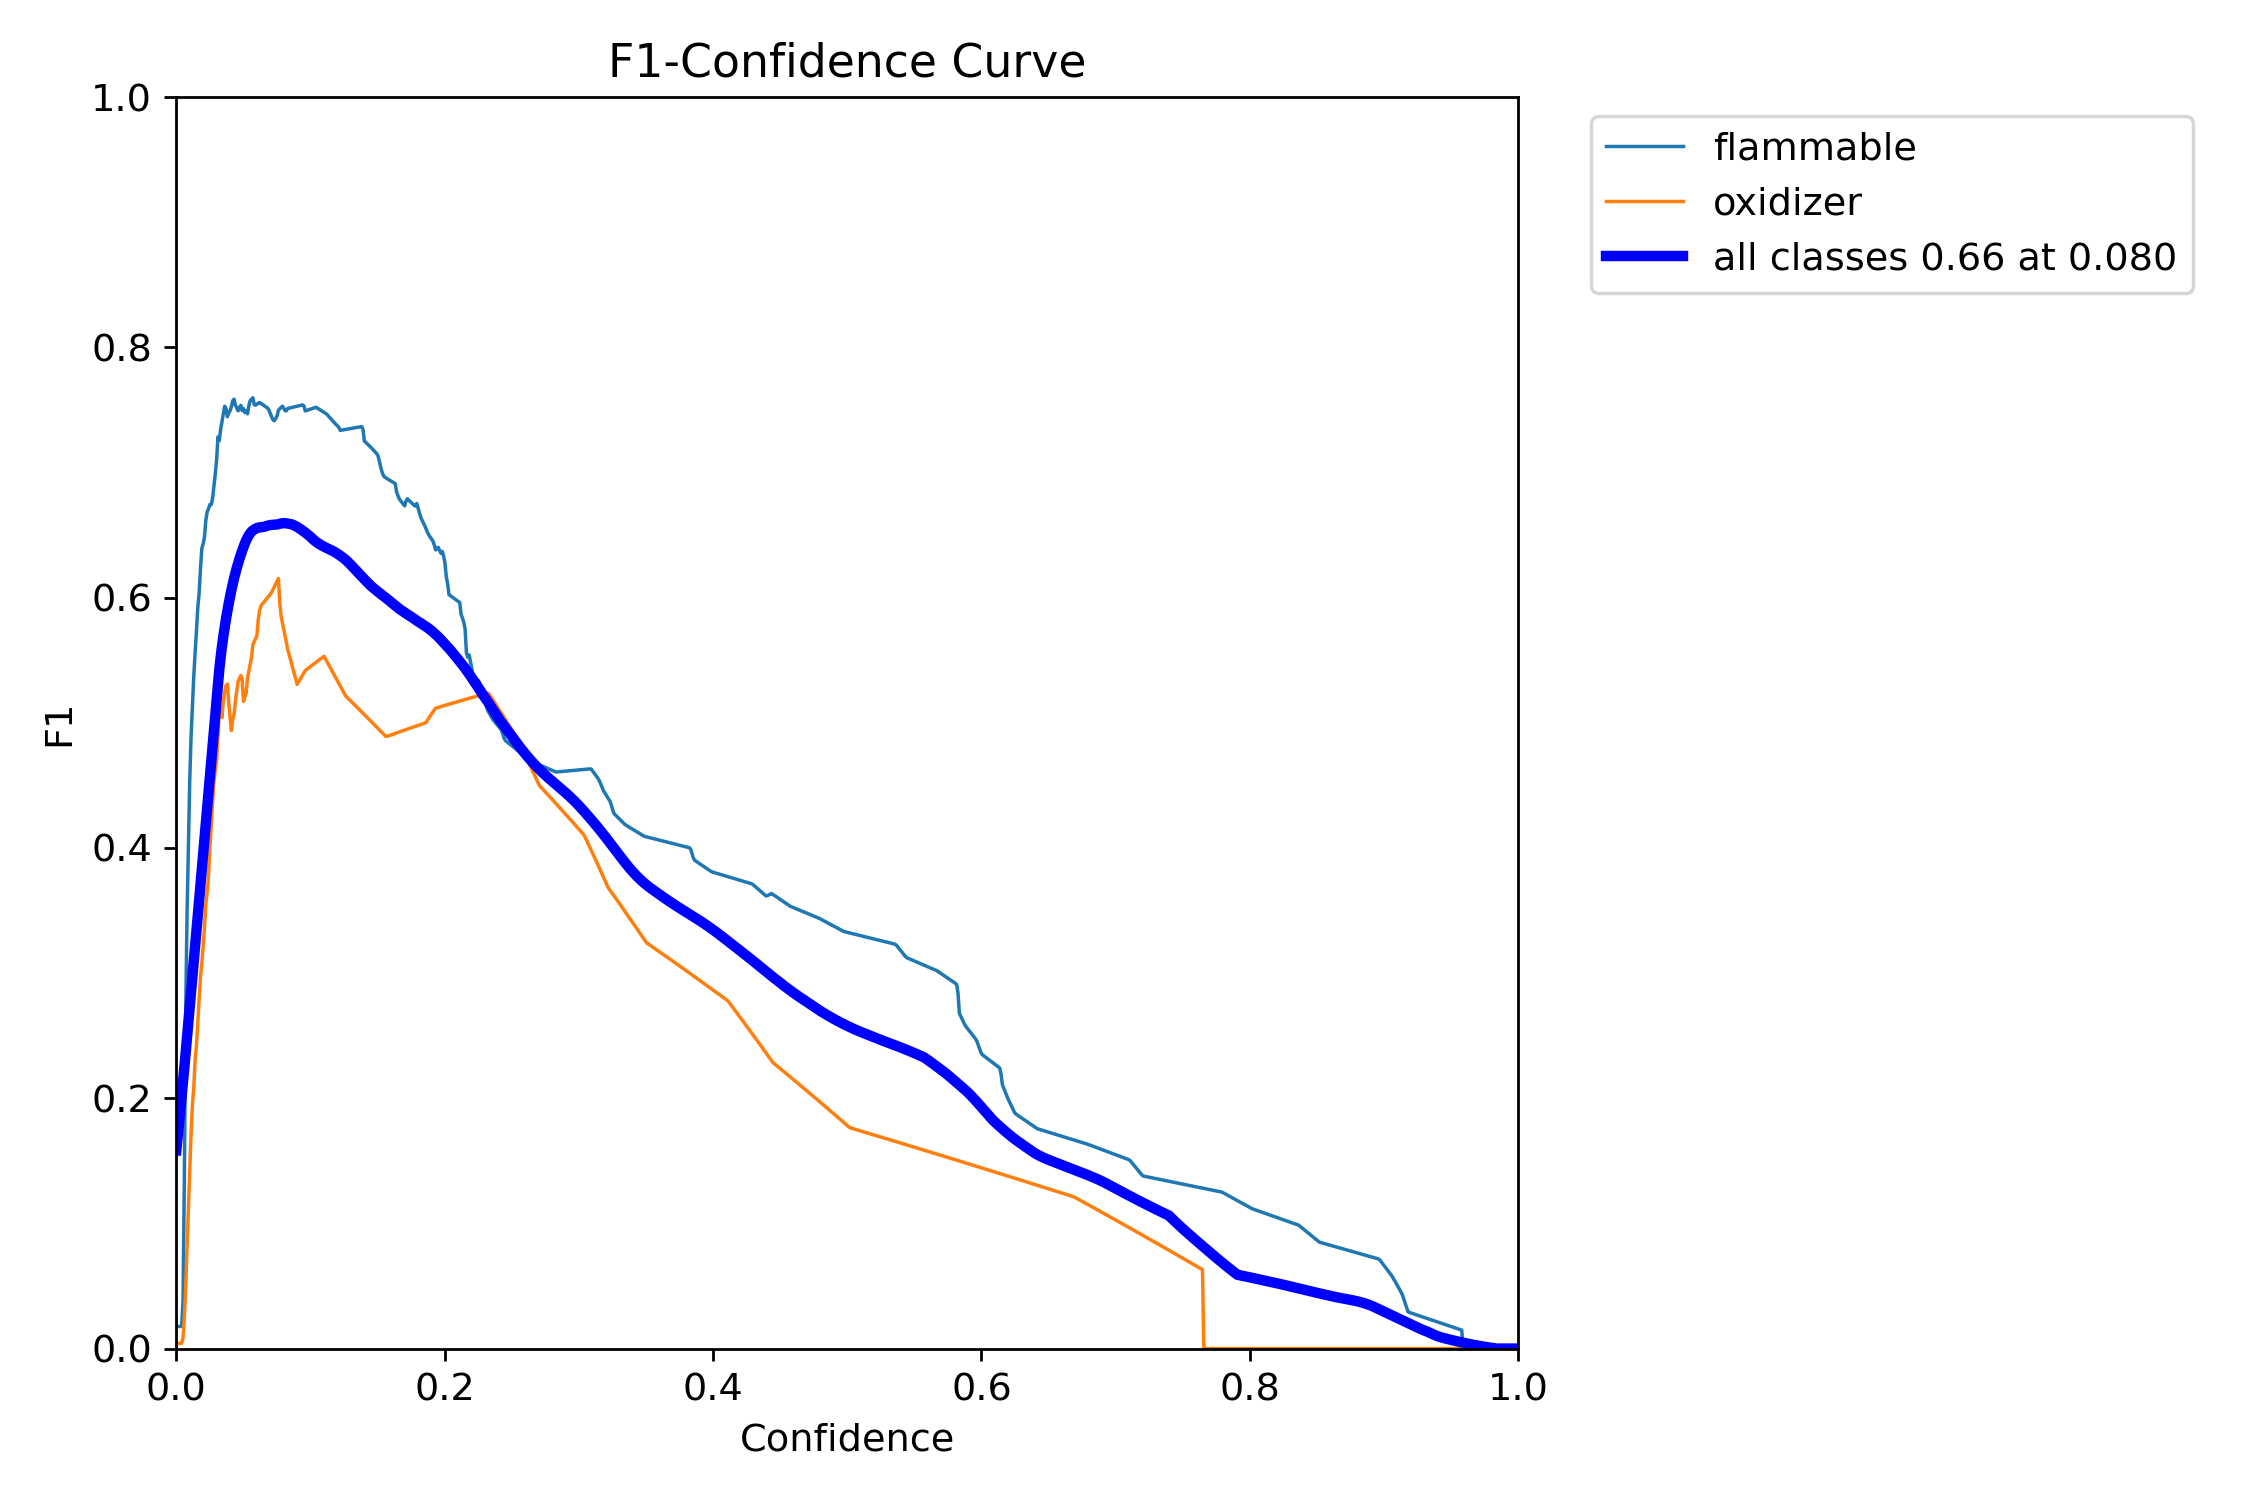 F1-Confidence Curve
1.0
0.8
0.6
0.4
0.2
0.0
F1
0.0 0.2 0.4 0.6 0.8 1.0
Confidence
flammable
oxidizer
all classes 0.66 at 0.080